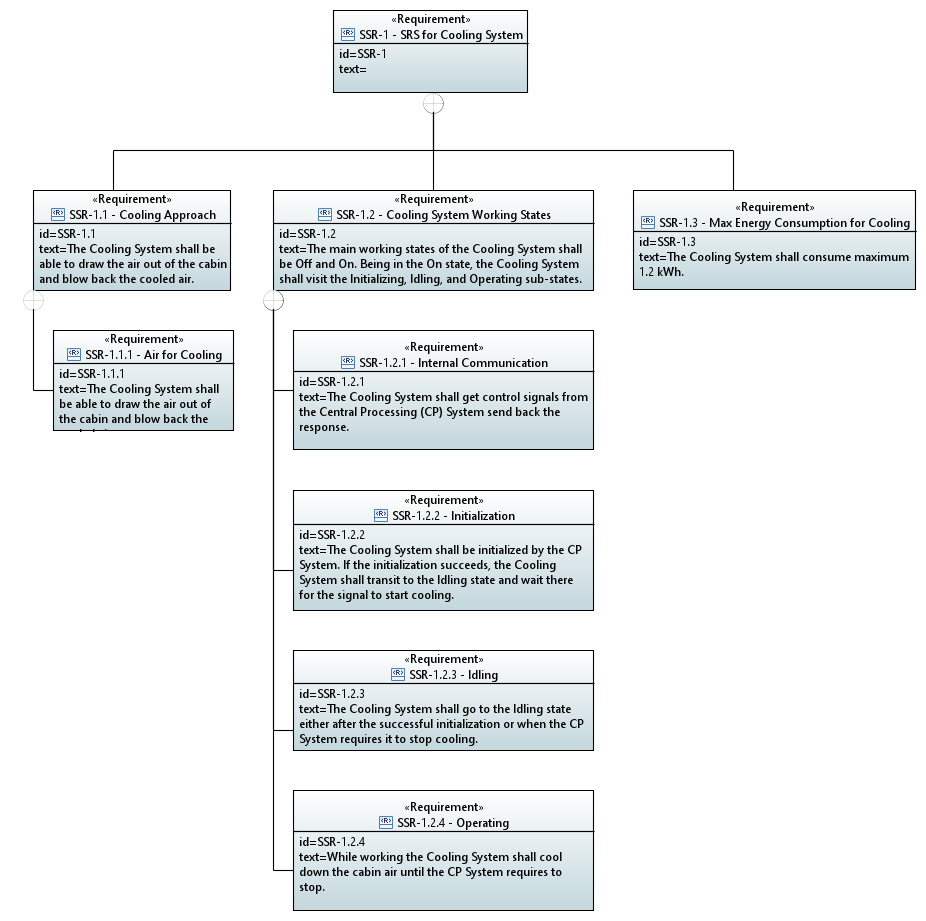 «Requirement»
SSR-1 - SRS for Cooling System
id=SSR-1
text=
«Requirement»
SSR-1.1 - Cooling Approach
id=SSR-1.1
text=The Cooling System shall be
able to draw the air out of the cabin
and blow back the cooled air.
«Requirement»
SSR-1.2 - Cooling System Working States
id=SSR-1.2
text=The main working states of the Cooling System shall
be Off and On. Being in the On state, the Cooling System
shall visit the Initializing, Idling, and Operating sub-states.
«Requirement»
SSR-1.3 - Max Energy Consumption for Cooling
id=SSR-1.3
text=The Cooling System shall consume maximum
1.2 kWh.
«Requirement»
SSR-1.1.1 - Air for Cooling
id=SSR-1.1.1
text=The Cooling System shall
be able to draw the air out of
the cabin and blow back the
«Requirement»
SSR-1.2.1 - Internal Communication
id=SSR-1.2.1
text=The Cooling System shall get control signals from
the Central Processing (CP) System send back the
response.
«Requirement»
SSR-1.2.2 - Initialization
id=SSR-1.2.2
text=The Cooling System shall be initialized by the CP
System. If the initialization succeeds, the Cooling
System shall transit to the Idling state and wait there
for the signal to start cooling.
«Requirement»
SSR-1.2.3 - Idling
id=SSR-1.2.3
text=The Cooling System shall go to the Idling state
either after the successful initialization or when the CP
System requires it to stop cooling.
«Requirement»
SSR-1.2.4 - Operating
id=SSR-1.2.4
text=While working the Cooling System shall cool
down the cabin air until the CP System requires to
stop.